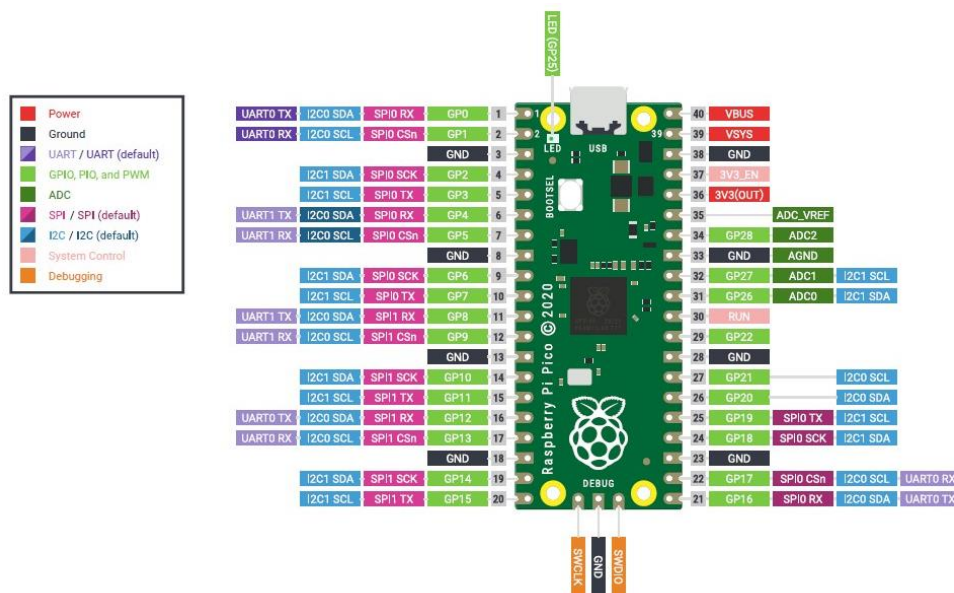 LED (GP25)
Power
Ground
UART / UART (default)
GPIO, PIO, and PWM
ADC
SPI / SPI (default)
I2C / I2C (default)
System Control
Debugging
UART0 TX I2C0 SDA SPI0 RX GP0 1
UART0 RX I2C0 SCL SPI0 CSn GP1 2
GND 3
I2C1 SDA SPI0 SCK GP2 4
I2C1 SCL SPI0 TX GP3 5
UART1 TX I2C0 SDA SPI0 RX GP4 6
UART1 RX I2C0 SCL SPI0 CSn GP5 7
GND 8
I2C1 SDA SPI0 SCK GP6 9
I2C1 SCL SPI0 TX GP7 10
UART1 TX I2C0 SDA SPI1 RX GP8 11
UART1 RX I2C0 SCL SPI1 CSn GP9 12
GND 13
I2C1 SDA SPI1 SCK GP10 14
I2C1 SCL SPI1 TX GP11 15
UART0 TX I2C0 SDA SPI1 RX GP12 16
UART0 RX I2C0 SCL SPI1 CSn GP13 17
GND 18
I2C1 SDA SPI1 SCK GP14 19
I2C1 SCL SPI1 TX GP15 20
1
2
39
LED
USB
BOOTSEL
Raspberry Pi Pico © 2020
DEBUG
40 VBUS
39 VSYS
38 GND
37 3V3_EN
36 3V3(OUT)
35 ADC_VREF
34 GP28 ADC2
33 GND AGND
32 GP27 ADC1 I2C1 SCL
31 GP26 ADC0 I2C1 SDA
30 RUN
29 GP22
28 GND
27 GP21 I2C0 SCL
26 GP20 I2C0 SDA
25 GP19 SPI0 TX I2C1 SCL
24 GP18 SPI0 SCK I2C1 SDA
23 GND
22 GP17 SPI0 CSn I2C0 SCL UART0 RX
21 GP16 SPI0 RX I2C0 SDA UART0 TX
SWCLK
GND
SWDIO